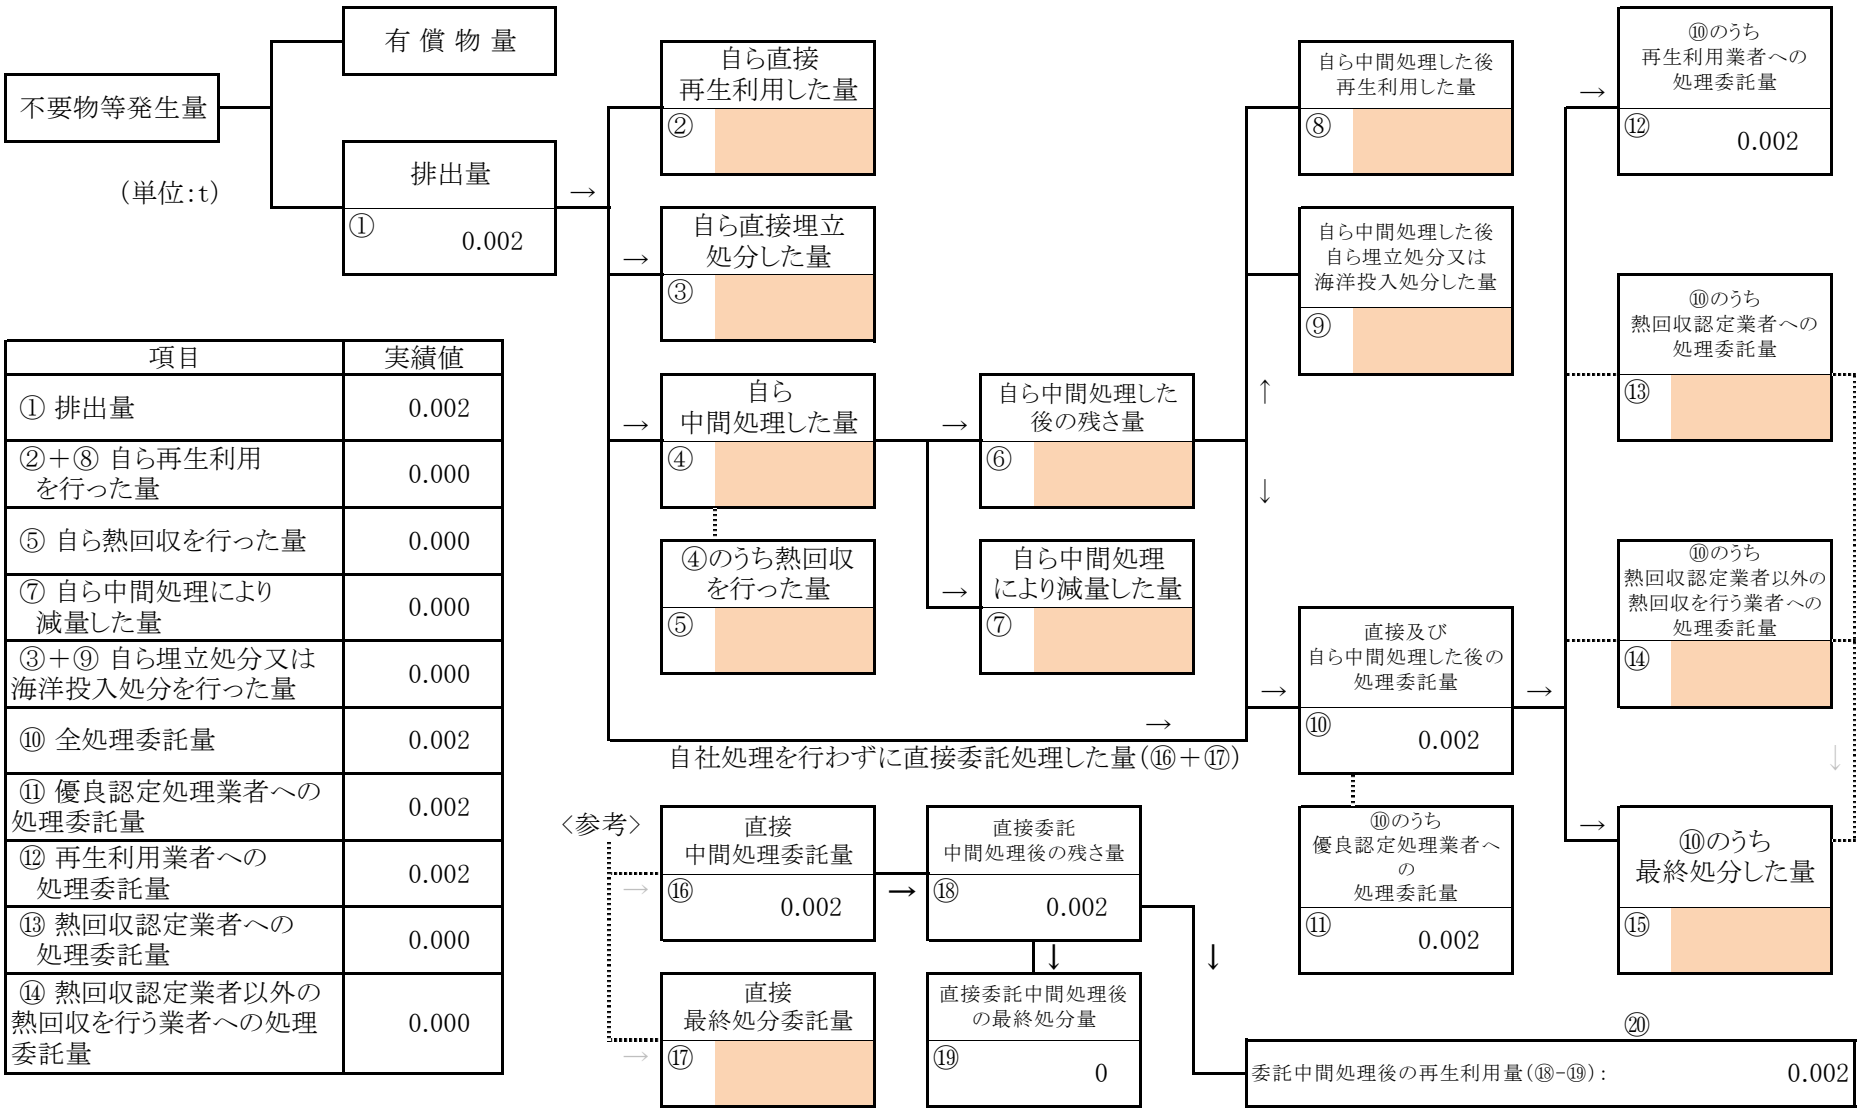 有 償 物 量
不要物等発生量
(単位:t)
排出量
①
0.002
→
自ら直接
再生利用した量
②
自ら直接埋立
処分した量
→
③
自ら
中間処理した量
→
④
④のうち熱回収
を行った量
⑤
自ら中間処理した
後の残さ量
→
⑥
自ら中間処理
により減量した量
→
⑦
自ら中間処理した後
再生利用した量
⑧
自ら中間処理した後
自ら埋立処分又は
海洋投入処分した量
⑨
↑
↓
直接及び
自ら中間処理した後の
処理委託量
→
⑩
0.002
→
⑩のうち
優良認定処理業者へ
の
処理委託量
⑪
0.002
⑩のうち
再生利用業者への
処理委託量
→
⑫
0.002
⑩のうち
熱回収認定業者への
処理委託量
⑬
⑩のうち
熱回収認定業者以外の
熱回収を行う業者への
処理委託量
⑭
↓
⑩のうち
最終処分した量
→
⑮
→
自社処理を行わずに直接委託処理した量(⑯+⑰)
<参考>
直接
中間処理委託量
→
⑯
0.002
→
直接委託
中間処理後の残さ量
⑱
0.002
↓
↓
直接
最終処分委託量
→
⑰
直接委託中間処理後
の最終処分量
⑲
0
⑳
委託中間処理後の再生利用量(⑱-⑲):
0.002
項目 実績値
① 排出量 0.002
②+⑧ 自ら再生利用
を行った量 0.000
⑤ 自ら熱回収を行った量 0.000
⑦ 自ら中間処理により
減量した量 0.000
③+⑨ 自ら埋立処分又は
海洋投入処分を行った量 0.000
⑩ 全処理委託量 0.002
⑪ 優良認定処理業者への
処理委託量 0.002
⑫ 再生利用業者への
処理委託量 0.002
⑬ 熱回収認定業者への
処理委託量 0.000
⑭ 熱回収認定業者以外の
熱回収を行う業者への処理
委託量 0.000